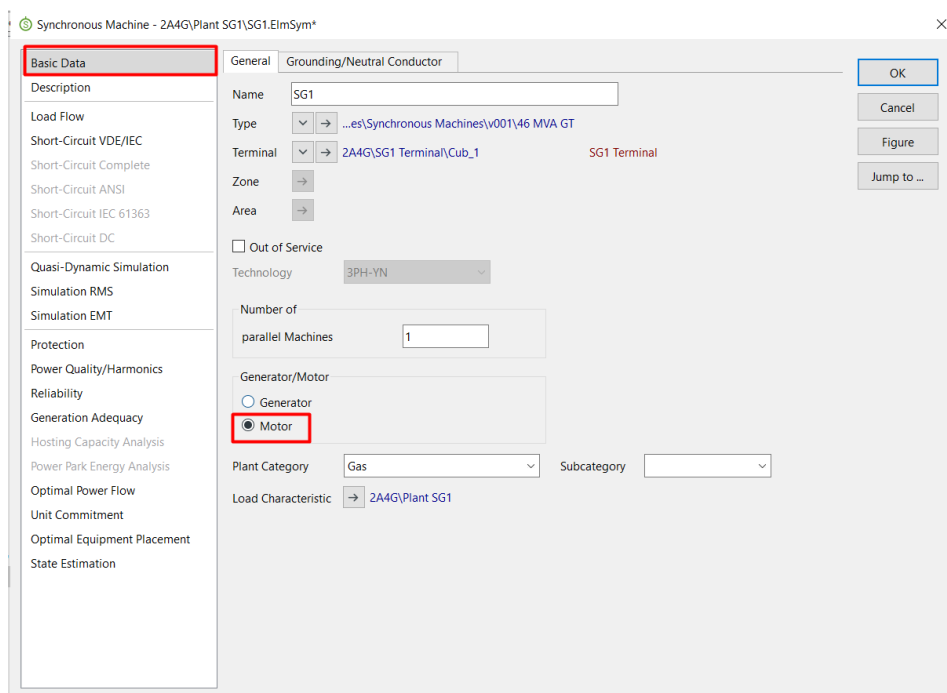 Synchronous Machine - 2A4G\Plant SG1\SG1.ElmSym*
Basic Data
Description
Load Flow
Short-Circuit VDE/IEC
Short-Circuit Complete
Short-Circuit ANSI
Short-Circuit IEC 61363
Short-Circuit DC
Quasi-Dynamic Simulation
Simulation RMS
Simulation EMT
Protection
Power Quality/Harmonics
Reliability
Generation Adequacy
Hosting Capacity Analysis
Power Park Energy Analysis
Optimal Power Flow
Unit Commitment
Optimal Equipment Placement
State Estimation
General Grounding/Neutral Conductor
Name SG1
Type ...es\Synchronous Machines\v001\46 MVA GT
Terminal 2A4G\SG1 Terminal\Cub_1 SG1 Terminal
Zone
Area
Out of Service
Technology 3PH-YN
Number of
parallel Machines 1
Generator/Motor
Generator
Motor
Plant Category Gas Subcategory
Load Characteristic 2A4G\Plant SG1
OK
Cancel
Figure
Jump to ...